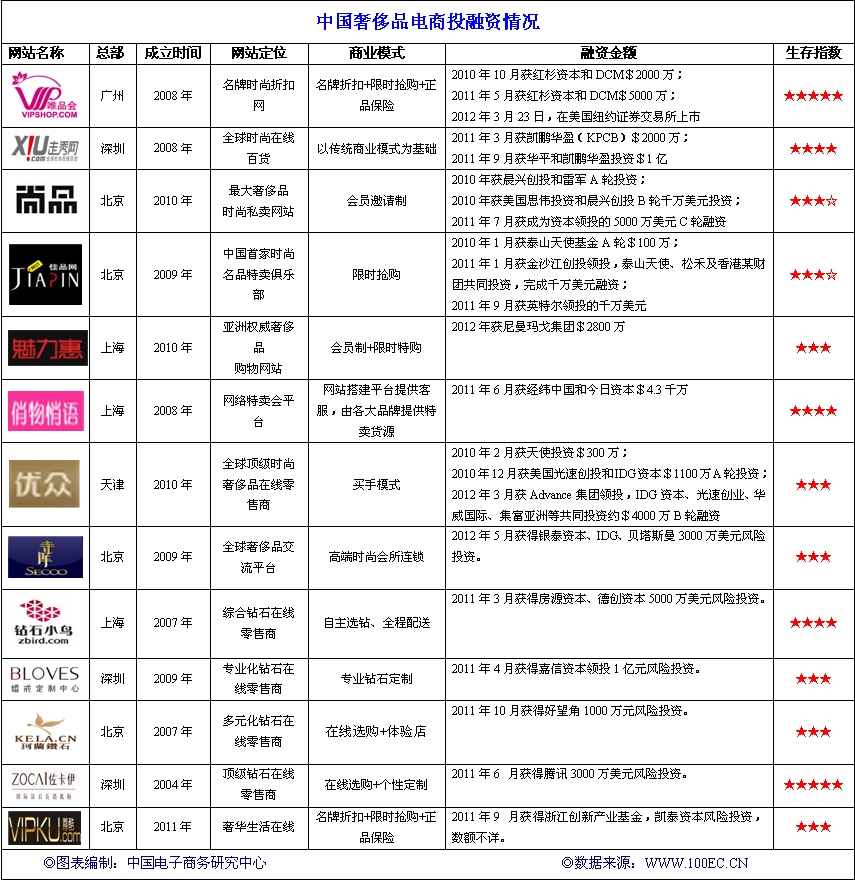 中国奢侈品电商投融资情况
网站名称 总部 成立时间 网站定位 商业模式 融资金额 生存指数
VIP 唯品会
VIPSHOP.COM
广州
2008 年
名牌时尚折扣
网
名牌折扣+限时抢购+正
品保险
2010 年 10 月获红杉资本和 DCM＄2000 万；
2011 年 5 月获红杉资本和 DCM＄5000 万；
2012 年 3 月 23 日，在美国纽约证券交易所上市
★★★★★
XIU 走秀网
.com
深圳
2008 年
全球时尚在线
百货
以传统商业模式为基础
2011 年 3 月获凯鹏华盈（KPCB）＄2000 万；
2011 年 9 月获华平和凯鹏华盈投资＄1 亿
★★★★
尚品
北京
2010 年
最大奢侈品
时尚私卖网站
会员邀请制
2010 年获晨兴创投和雷军 A 轮投资；
2010 年获美国思伟投资和晨兴创投 B 轮千万美元投资；
2011 年 7 月获成为资本领投的 5000 万美元 C 轮融资
★★★☆
佳品网
JIAPIN
北京
2009 年
中国首家时尚
名品特卖俱乐
部
限时抢购
2010 年 1 月获泰山天使基金 A 轮＄100 万；
2011 年 1 月获金沙江创投领投，泰山天使、松禾及香港某财
团共同投资，完成千万美元融资；
2011 年 9 月获英特尔领投的千万美元
★★★☆
魅力惠
上海
2010 年
亚洲权威奢侈
品
购物网站
会员制+限时特购
2012 年获尼曼玛戈集团＄2800 万
★★★
俏物悄语
上海
2008 年
网络特卖会平
台
网站搭建平台提供客
服，由各大品牌提供特
卖货源
2011 年 6 月获经纬中国和今日资本＄4.3 千万
★★★★
优众
天津
2010 年
全球顶级时尚
奢侈品在线零
售商
买手模式
2010 年 2 月获天使投资＄300 万；
2010 年 12 月获美国光速创投和IDG 资本＄1100 万 A 轮投资；
2012 年 3 月获 Advance 集团领投，IDG 资本、光速创业、华
威国际、集富亚洲等共同投资约＄4000 万 B 轮融资
★★★
寺库
SECOO
北京
2009 年
全球奢侈品交
流平台
高端时尚会所连锁
2012 年 5 月获得银泰资本、IDG、贝塔斯曼 3000 万美元风险
投资。
★★★
钻石小鸟
zbird.com
上海
2007 年
综合钻石在线
零售商
自主选钻、全程配送
2011 年 3 月获得房源资本、德创资本 5000 万美元风险投资。
★★★★
BLOVES
婚戒定制中心
深圳
2009 年
专业化钻石在
线零售商
专业钻石定制
2011 年 4 月获得嘉信资本领投 1 亿元风险投资。
★★★
KELA.CN
珂蘭鑽石
北京
2007 年
多元化钻石在
线零售商
在线选购+体验店
2011 年 10 月获得好望角 1000 万元风险投资。
★★★
ZOCAI 佐卡伊
深圳
2004 年
顶级钻石在线
零售商
在线选购+个性定制
2011 年 6 月获得腾讯 3000 万美元风险投资。
★★★★★
VIPKU.com 尊酷
北京
2011 年
奢华生活在线
名牌折扣+限时抢购+正
品保险
2011 年 9 月获得浙江创新产业基金，凯泰资本风险投资，
数额不详。
★★★
◎图表编制：中国电子商务研究中心 ◎数据来源：WWW.100EC.CN